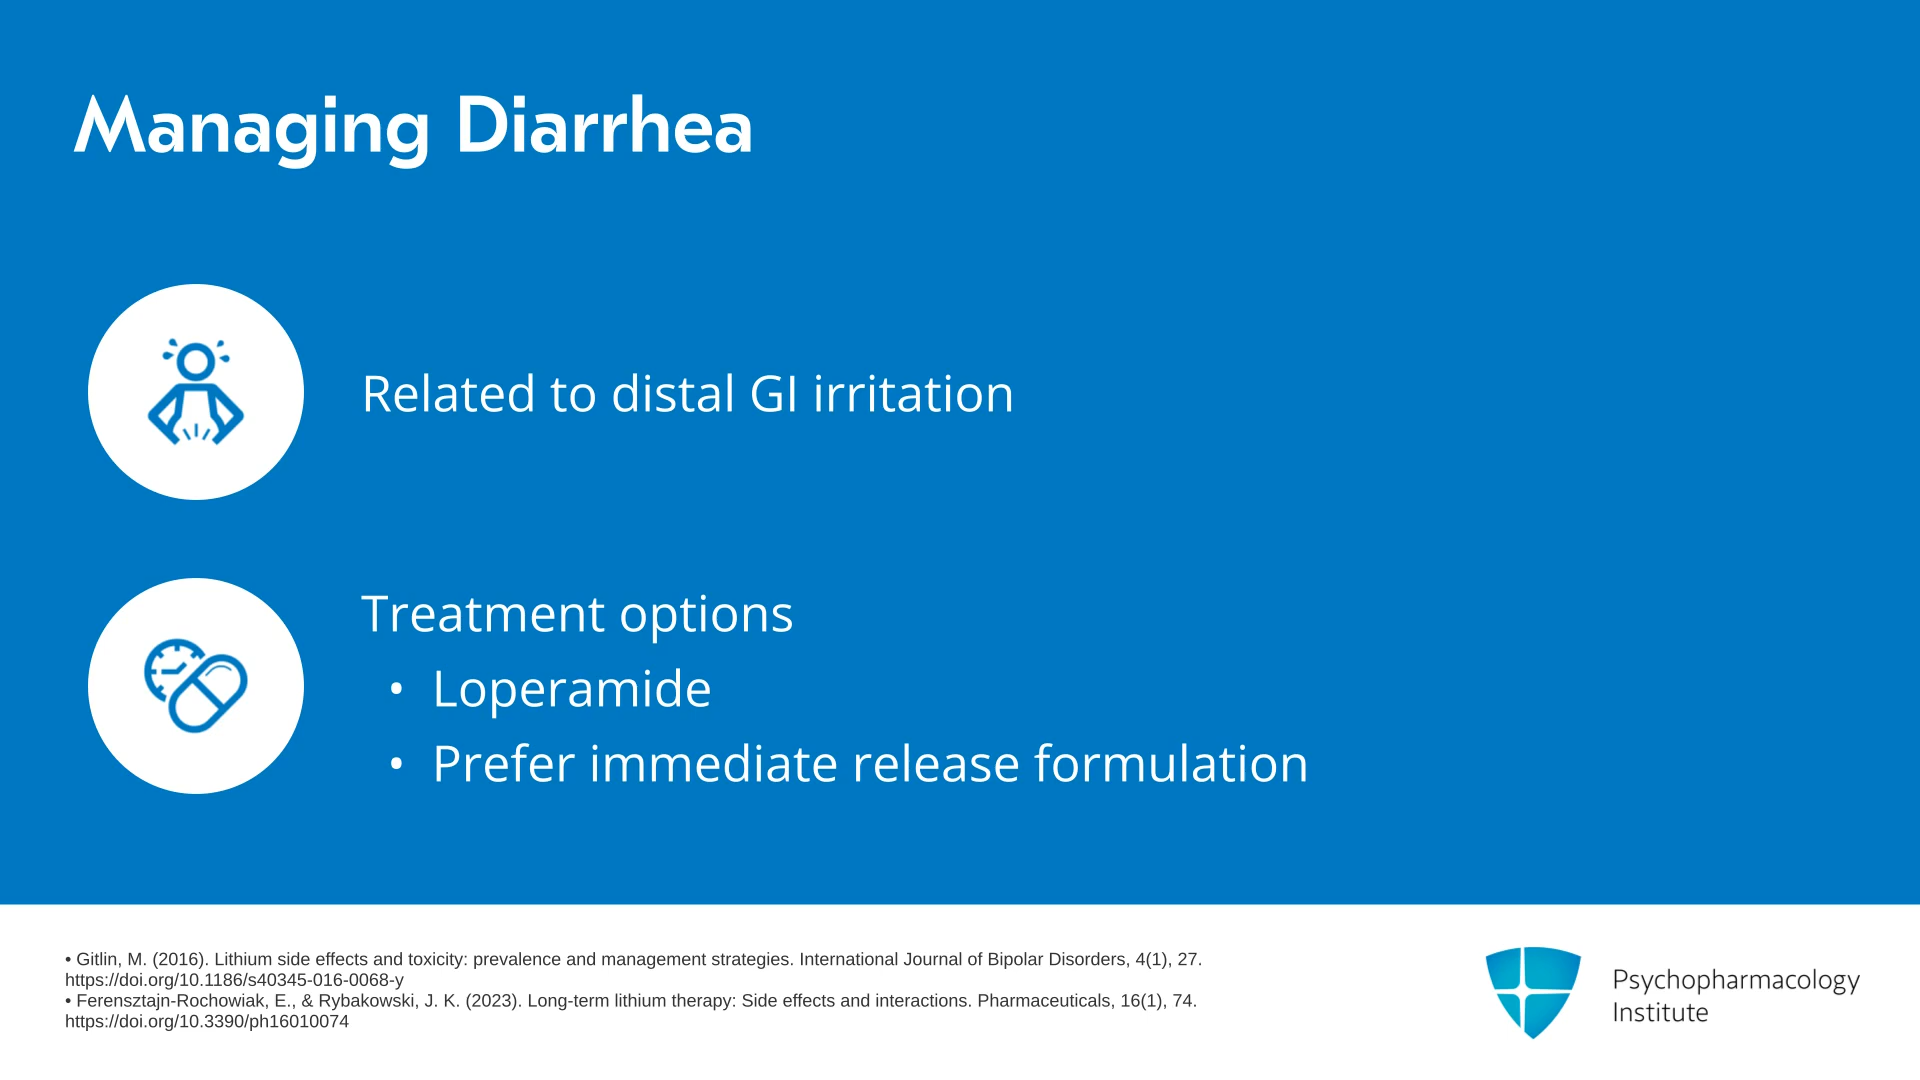 Managing Diarrhea
Related to distal GI irritation
Treatment options
• Loperamide
• Prefer immediate release formulation
• Gitlin, M. (2016). Lithium side effects and toxicity: prevalence and management strategies. International Journal of Bipolar Disorders, 4(1), 27.
https://doi.org/10.1186/s40345-016-0068-y
• Ferensztajn-Rochowiak, E., & Rybakowski, J. K. (2023). Long-term lithium therapy: Side effects and interactions. Pharmaceuticals, 16(1), 74.
https://doi.org/10.3390/ph16010074
Psychopharmacology
Institute